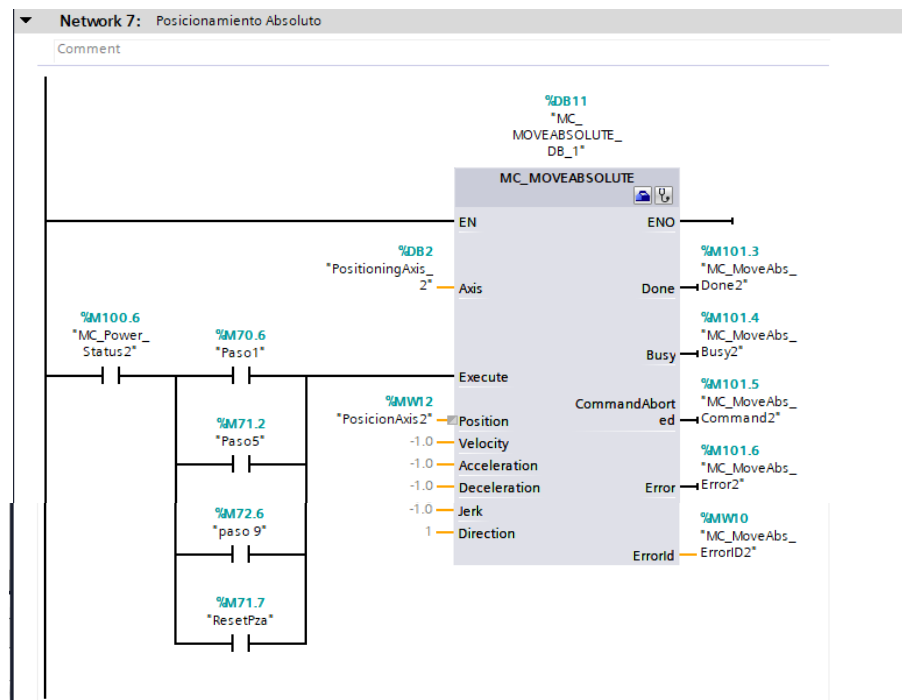 Network 7: Posicionamiento Absoluto
Comment
%DB11
"MC_
MOVEABSOLUTE_
DB_1"
MC_MOVEABSOLUTE
EN
ENO
%DB2
"PositioningAxis_
2"
Axis
%M101.3
"MC_MoveAbs_
Done2"
Done
%M100.6
"MC_Power_
Status2"
%M70.6
"Paso1"
Execute
%M101.4
"MC_MoveAbs_
Busy2"
Busy
%M71.2
"Paso5"
%MW12
"PosicionAxis2"
Position
CommandAbort
ed
%M101.5
"MC_MoveAbs_
Command2"
-1.0
Velocity
-1.0
Acceleration
-1.0
Deceleration
Error
%M101.6
"MC_MoveAbs_
Error2"
%M72.6
"paso 9"
-1.0
Jerk
1
Direction
ErrorId
%MW10
"MC_MoveAbs_
ErrorID2"
%M71.7
"ResetPza"